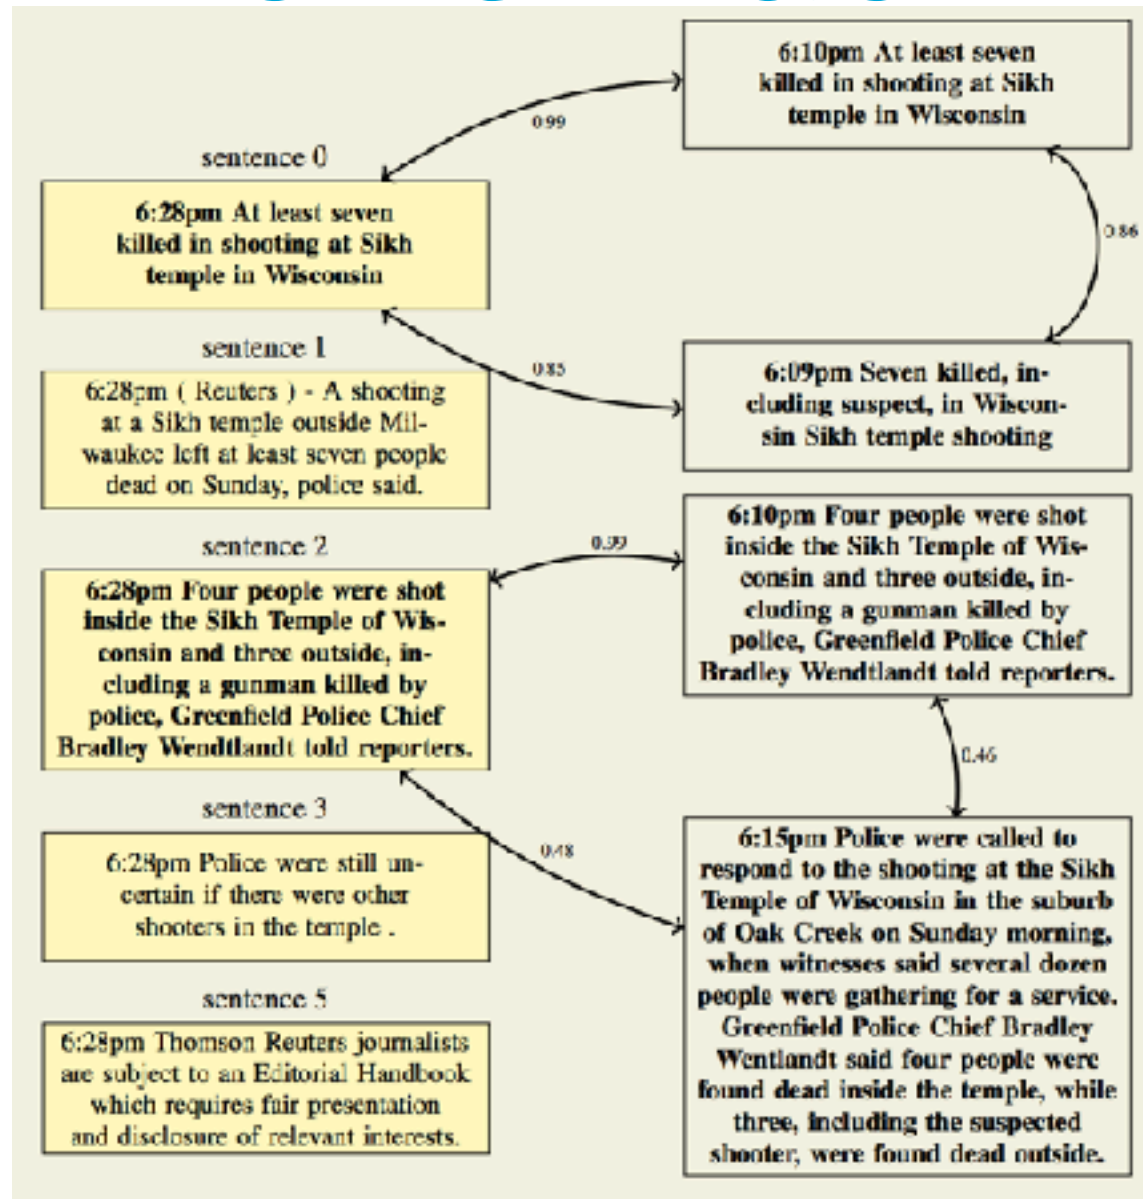 sentence 0
6:28pm At least seven
killed in shooting at Sikh
temple in Wisconsin
sentence 1
6:28pm ( Reuters ) - A shooting
at a Sikh temple outside Mil-
waukee left at least seven people
dead on Sunday, police said.
sentence 2
6:28pm Four people were shot
inside the Sikh Temple of Wis-
consin and three outside, in-
cluding a gunman killed by
police, Greenfield Police Chief
Bradley Wendtlandt told reporters.
sentence 3
6:28pm Police were still un-
certain if there were other
shooters in the temple .
sentence 5
6:28pm Thomson Reuters journalists
are subject to an Editorial Handbook
which requires fair presentation
and disclosure of relevant interests.
0.99
0.85
0.99
0.48
6:10pm At least seven
killed in shooting at Sikh
temple in Wisconsin
0.86
6:09pm Seven killed, in-
cluding suspect, in Wiscon-
sin Sikh temple shooting
6:10pm Four people were shot
inside the Sikh Temple of Wis-
consin and three outside, in-
cluding a gunman killed by
police, Greenfield Police Chief
Bradley Wendtlandt told reporters.
0.46
6:15pm Police were called to
respond to the shooting at the Sikh
Temple of Wisconsin in the suburb
of Oak Creek on Sunday morning,
when witnesses said several dozen
people were gathering for a service.
Greenfield Police Chief Bradley
Wentlandt said four people were
found dead inside the temple, while
three, including the suspected
shooter, were found dead outside.